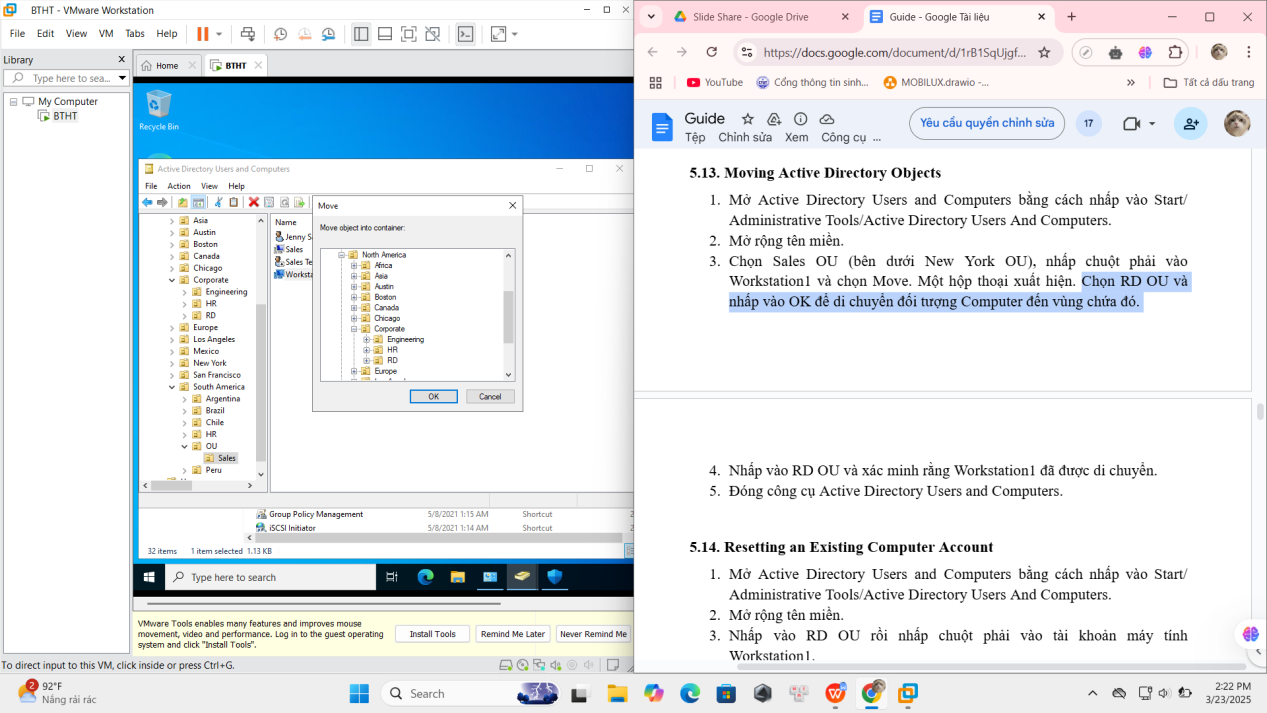 BTHT - VMware Workstation
File Edit View VM Tabs Help
Library
Type here to sea...
My Computer
BTHT
Home
BTHT
Recycle Bin
Active Directory Users and Computers
File Action View Help
Asia
Austin
Boston
Canada
Chicago
Corporate
Engineering
HR
RD
Europe
Los Angeles
Mexico
New York
San Francisco
South America
Argentina
Brazil
Chile
HR
OU
Sales
Peru
Name
Jenny S
Sales
Sales Te
Worksta
Move
Move object into container:
North America
Africa
Asia
Austin
Boston
Canada
Chicago
Corporate
Engineering
HR
RD
Europe
OK Cancel
Group Policy Management 5/8/2021 1:15 AM Shortcut
iSCSI Initiator 5/8/2021 1:14 AM Shortcut
32 items 1 item selected 1.13 KB
Type here to search
VMware Tools enables many features and improves mouse
movement, video and performance. Log in to the guest operating
system and click "Install Tools".
Install Tools Remind Me Later Never Remind Me
To direct input to this VM, click inside or press Ctrl+G.
Slide Share - Google Drive
Guide - Google Tài liệu
https://docs.google.com/document/d/1rB1SqUjgf...
YouTube Cổng thông tin sinh... MOBILUX.drawio -... Tất cả dấu trang
Guide
Tệp Chỉnh sửa Xem Công cụ ...
Yêu cầu quyền chỉnh sửa
17
5.13. Moving Active Directory Objects
1. Mở Active Directory Users and Computers bằng cách nhấp vào Start/
Administrative Tools/Active Directory Users And Computers.
2. Mở rộng tên miền.
3. Chọn Sales OU (bên dưới New York OU), nhấp chuột phải vào
Workstation1 và chọn Move. Một hộp thoại xuất hiện. Chọn RD OU và
nhấp vào OK để di chuyển đối tượng Computer đến vùng chứa đó.
4. Nhấp vào RD OU và xác minh rằng Workstation1 đã được di chuyển.
5. Đóng công cụ Active Directory Users and Computers.
5.14. Resetting an Existing Computer Account
1. Mở Active Directory Users and Computers bằng cách nhấp vào Start/
Administrative Tools/Active Directory Users And Computers.
2. Mở rộng tên miền.
3. Nhấp vào RD OU rồi nhấp chuột phải vào tài khoản máy tính
Workstation1.
2
92°F
Nắng rải rác
Search
2:22 PM
3/23/2025